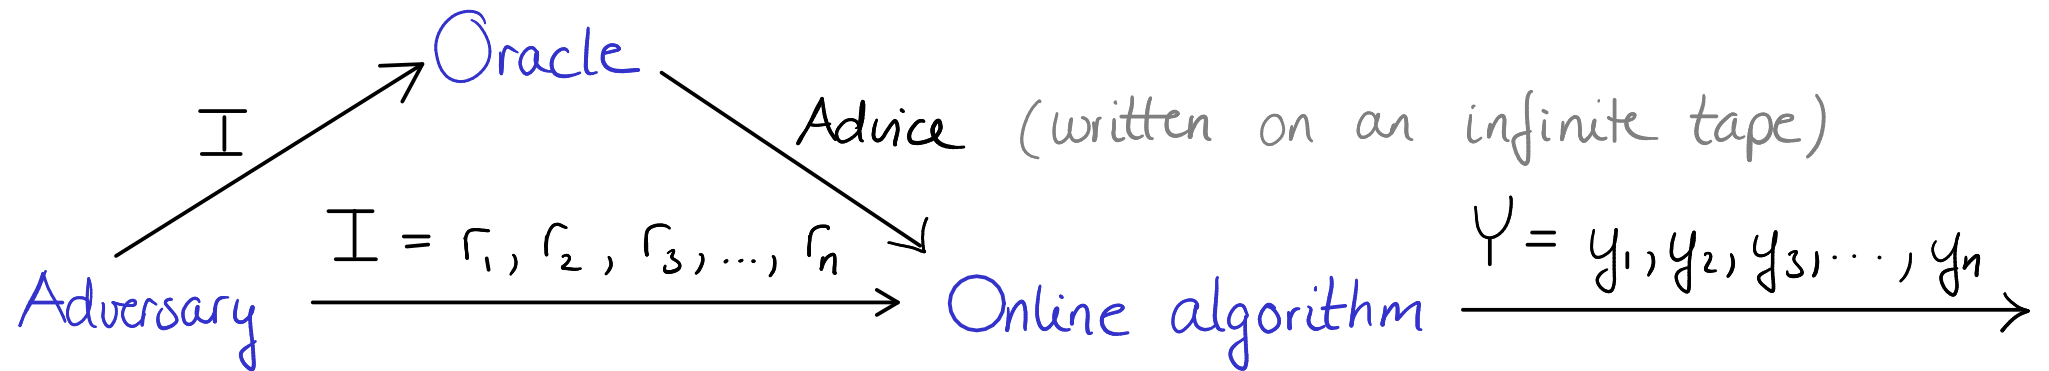 Oracle
I
Advice (written on an infinite tape)
I = r₁, r₂, r₃, ..., rₙ
Y = y₁, y₂, y₃, ..., yₙ
Adversary
Online algorithm